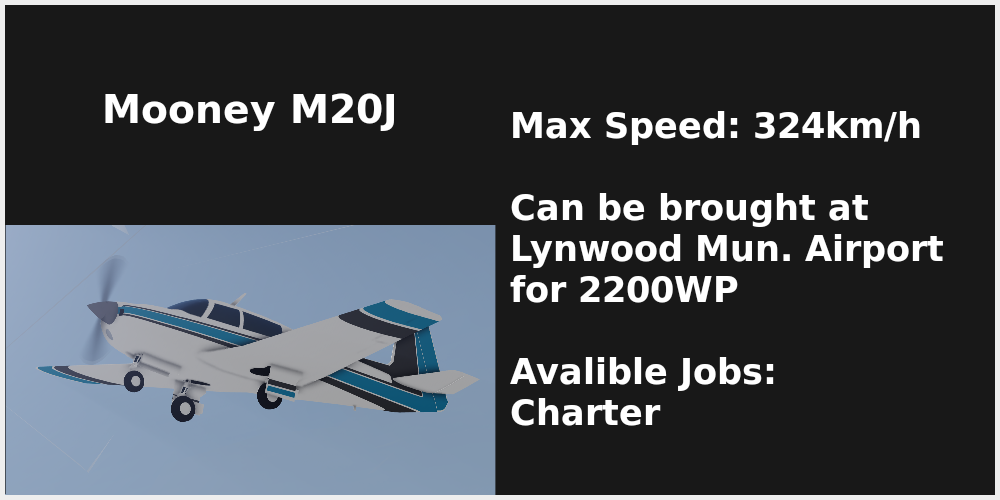 Mooney M20J
Max Speed: 324km/h
Can be brought at
Lynwood Mun. Airport
for 2200WP
Avalible Jobs:
Charter